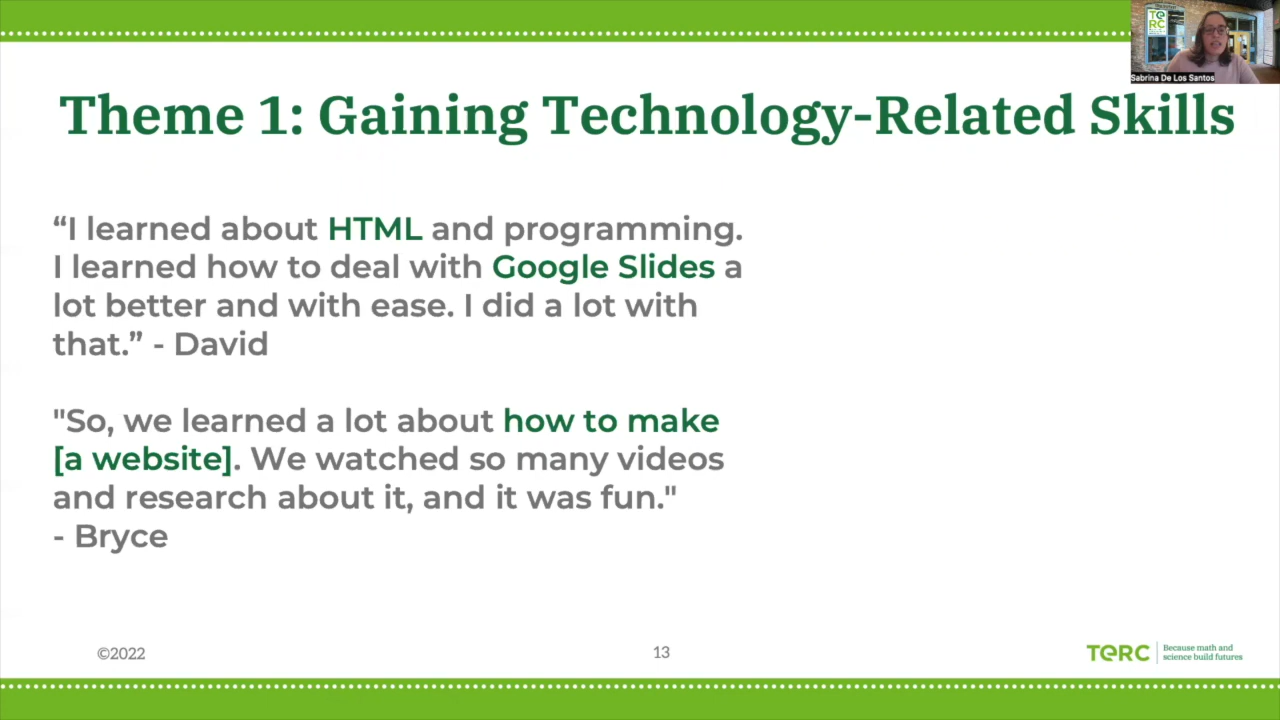 TERC
Sabrina De Los Santos
Theme 1: Gaining Technology-Related Skills
“I learned about HTML and programming.
I learned how to deal with Google Slides a
lot better and with ease. I did a lot with
that.” - David
"So, we learned a lot about how to make
[a website]. We watched so many videos
and research about it, and it was fun."
- Bryce
©2022
13
TERC
Because math and
science build futures